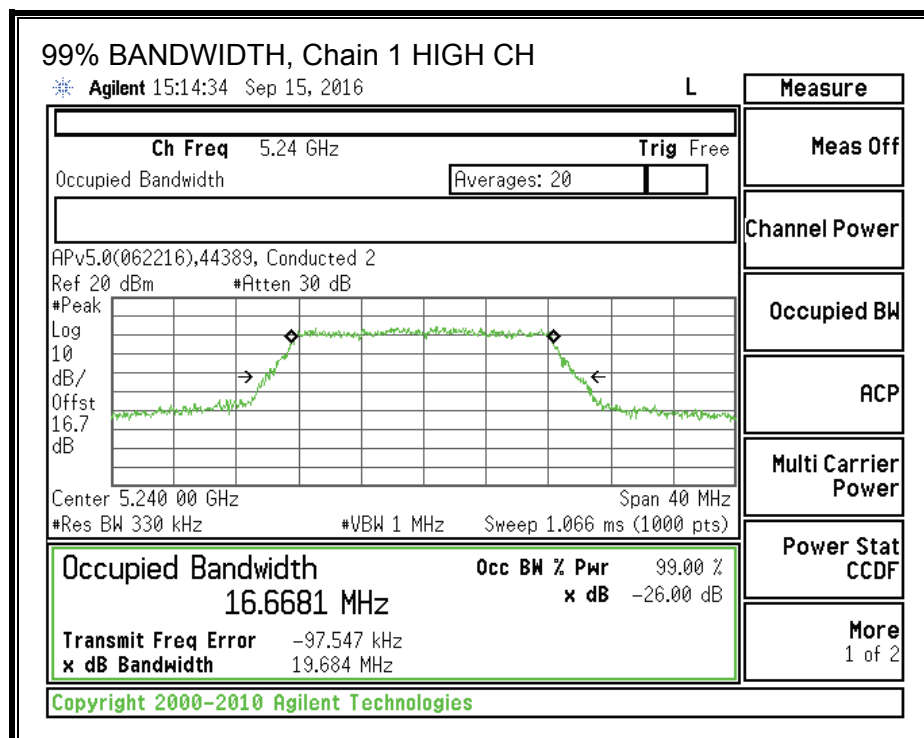 99% BANDWIDTH, Chain 1 HIGH CH
Agilent 15:14:34 Sep 15, 2016 L
Measure
Ch Freq 5.24 GHz Trig Free
Meas Off
Occupied Bandwidth Averages: 20
Channel Power
APv5.0(062216),44389, Conducted 2
Ref 20 dBm #Atten 30 dB
#Peak
Log
10
dB/
Offst
16.7
dB
Occupied BW
ACP
Multi Carrier
Power
Center 5.240 00 GHz Span 40 MHz
#Res BW 330 kHz #VBW 1 MHz Sweep 1.066 ms (1000 pts)
Power Stat
CCDF
Occupied Bandwidth Occ BW % Pwr 99.00 %
16.6681 MHz x dB -26.00 dB
Transmit Freq Error -97.547 kHz
x dB Bandwidth 19.684 MHz
More
1 of 2
Copyright 2000-2010 Agilent Technologies